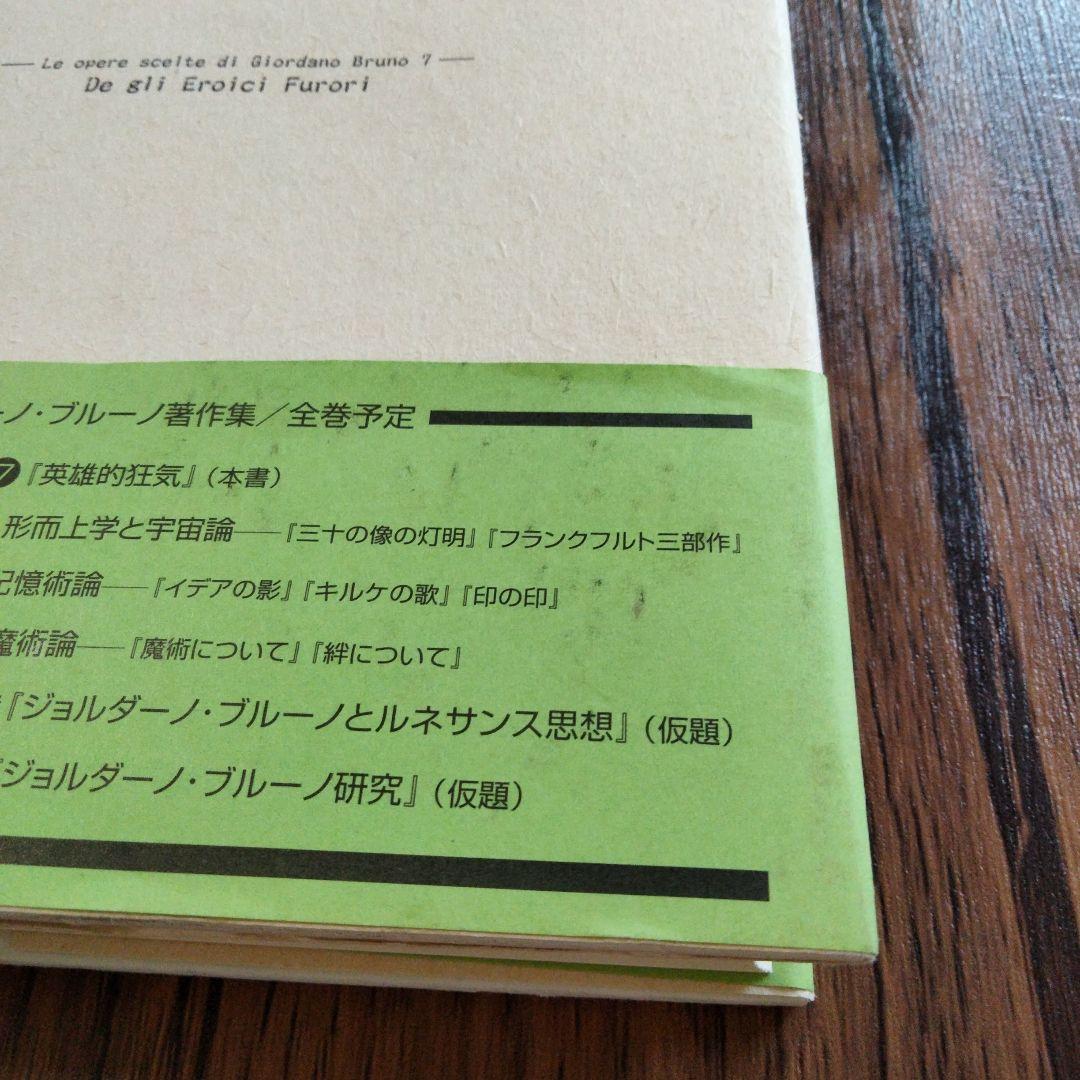 Le opere scelte di Giordano Bruno 7
De gli Eroici Furori
ーノ・ブルーノ著作集／全巻予定
❼『英雄的狂気』（本書）
形而上学と宇宙論──『三十の像の灯明』『フランクフルト三部作』
記憶術論──『イデアの影』『キルケの歌』『印の印』
魔術論──『魔術について』『絆について』
『ジョルダーノ・ブルーノとルネサンス思想』（仮題）
『ジョルダーノ・ブルーノ研究』（仮題）